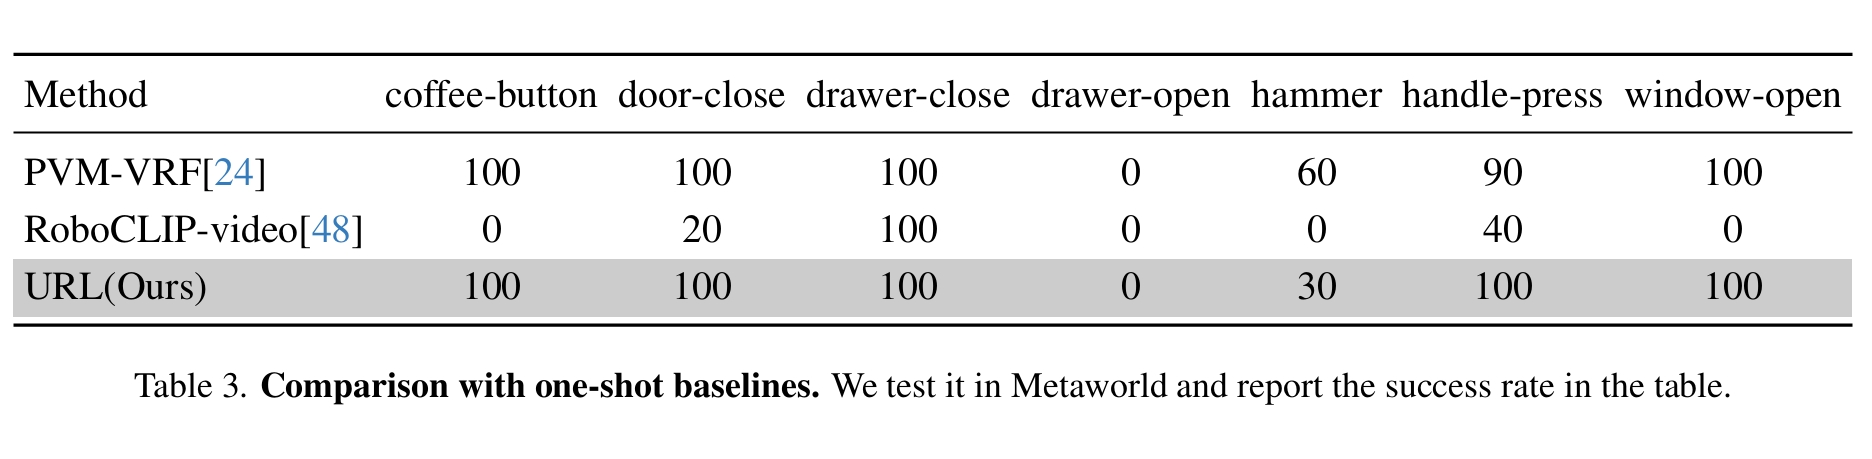 Method coffee-button door-close drawer-close drawer-open hammer handle-press window-open
PVM-VRF[24] 100 100 100 0 60 90 100
RoboCLIP-video[48] 0 20 100 0 0 40 0
URL(Ours) 100 100 100 0 30 100 100
Table 3. Comparison with one-shot baselines. We test it in Metaworld and report the success rate in the table.